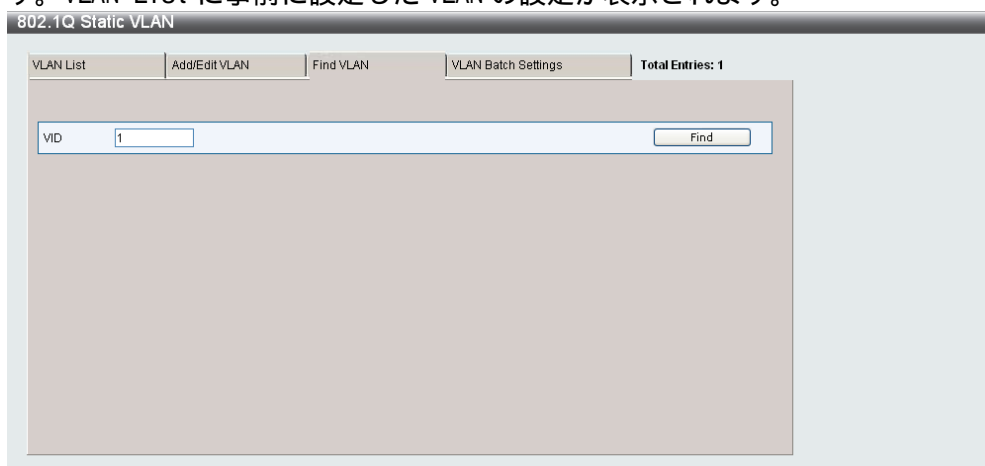 す。VLAN List に事前に設定した VLAN の設定が表示されます。
802.1Q Static VLAN
VLAN List Add/Edit VLAN Find VLAN VLAN Batch Settings Total Entries: 1
VID 1 Find